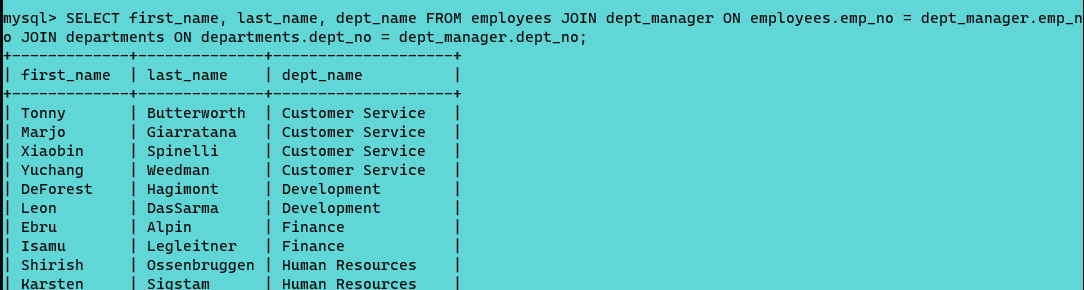 mysql> SELECT first_name, last_name, dept_name FROM employees JOIN dept_manager ON employees.emp_no = dept_manager.emp_n
o JOIN departments ON departments.dept_no = dept_manager.dept_no;
+-------------+--------------+--------------------+
| first_name  | last_name    | dept_name          |
+-------------+--------------+--------------------+
| Tonny       | Butterworth  | Customer Service   |
| Marjo       | Giarratana   | Customer Service   |
| Xiaobin     | Spinelli     | Customer Service   |
| Yuchang     | Weedman      | Customer Service   |
| DeForest    | Hagimont     | Development        |
| Leon        | DasSarma     | Development        |
| Ebru        | Alpin        | Finance            |
| Isamu       | Legleitner   | Finance            |
| Shirish     | Ossenbruggen | Human Resources    |
| Karsten     | Sigstam      | Human Resources    |